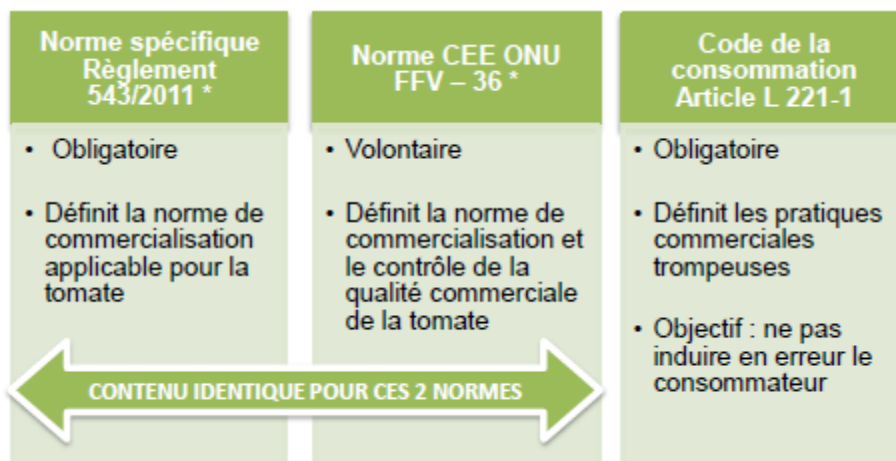 Norme spécifique
Règlement
543/2011 *
• Obligatoire
• Définit la norme de
commercialisation
applicable pour la
tomate
Norme CEE ONU
FFV – 36 *
• Volontaire
• Définit la norme de
commercialisation et
le contrôle de la
qualité commerciale
de la tomate
CONTENU IDENTIQUE POUR CES 2 NORMES
Code de la
consommation
Article L 221-1
• Obligatoire
• Définit les pratiques
commerciales
trompeuses
• Objectif : ne pas
induire en erreur le
consommateur